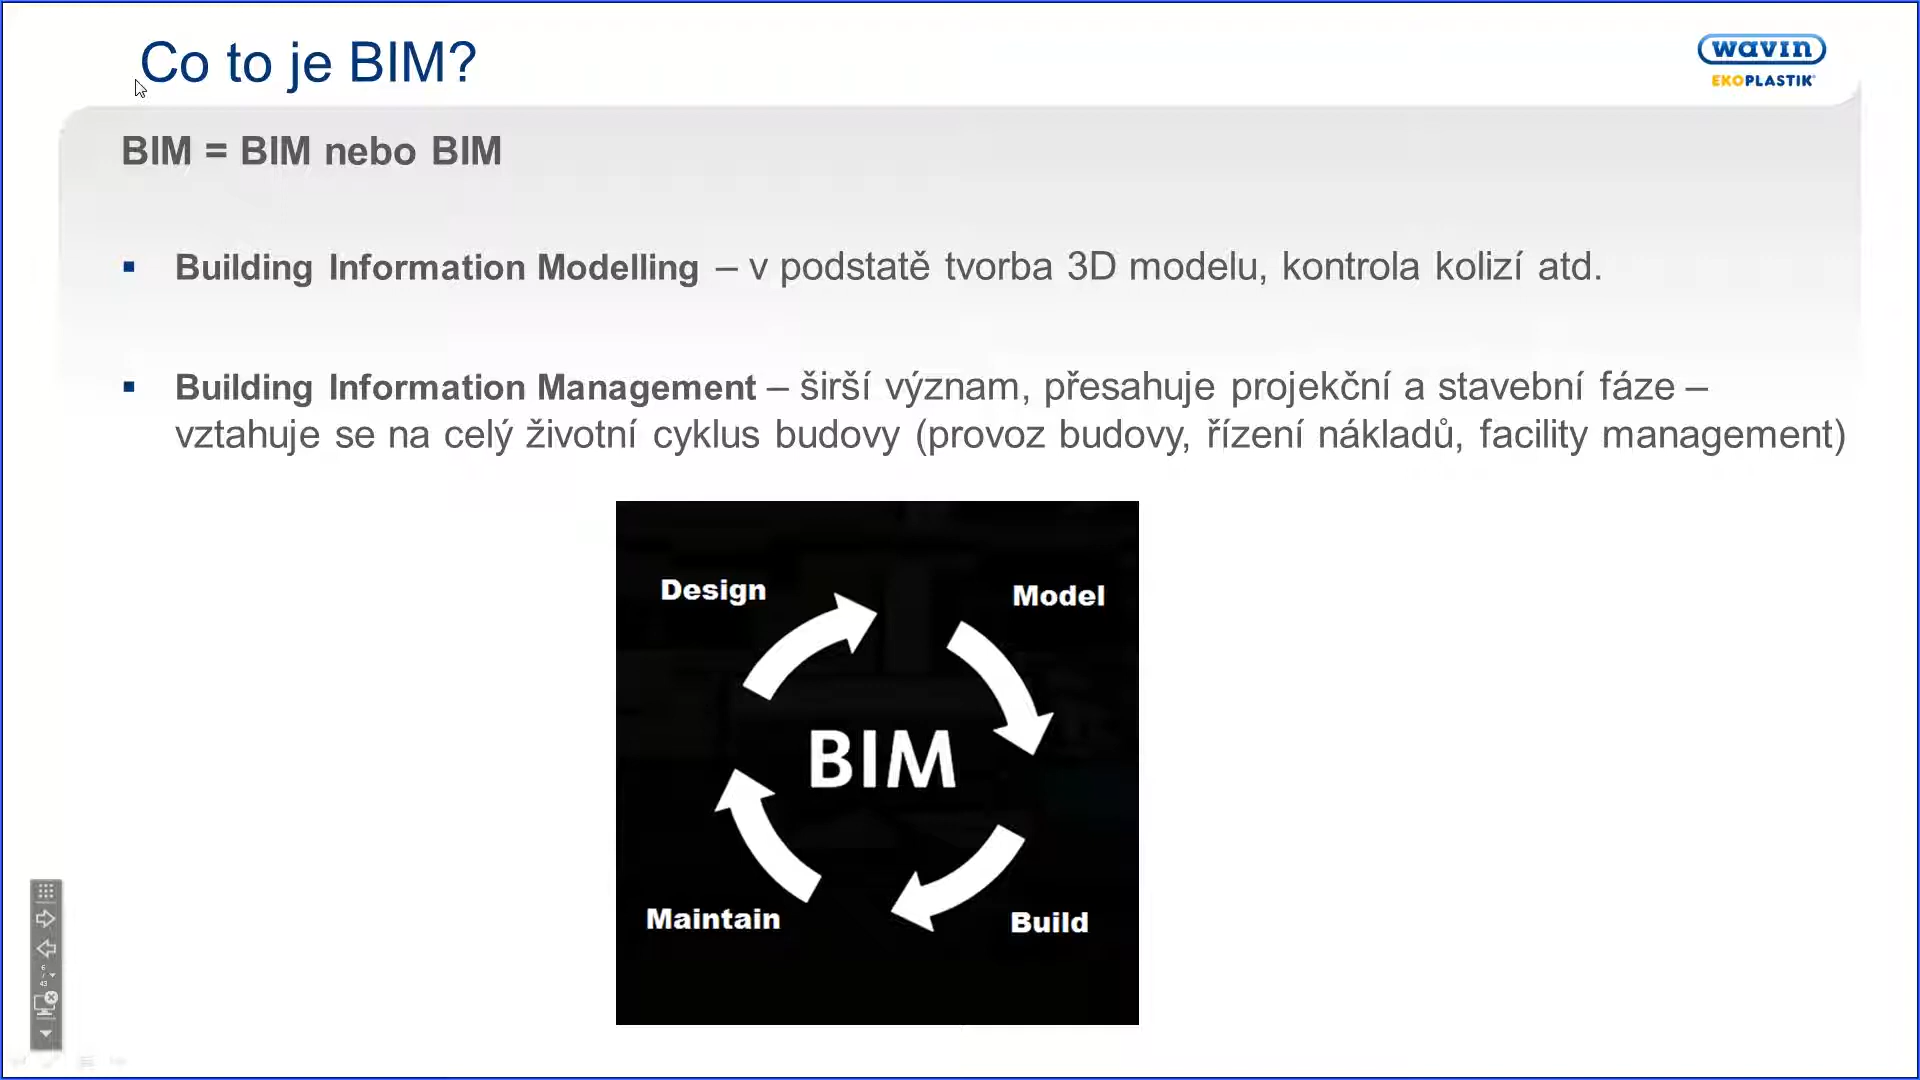 Co to je BIM?
wavin
EKOPLASTIK
BIM = BIM nebo BIM
Building Information Modelling – v podstatě tvorba 3D modelu, kontrola kolizí atd.
Building Information Management – širší význam, přesahuje projekční a stavební fáze –
vztahuje se na celý životní cyklus budovy (provoz budovy, řízení nákladů, facility management)
Design
Model
BIM
Maintain
Build
6
/
43